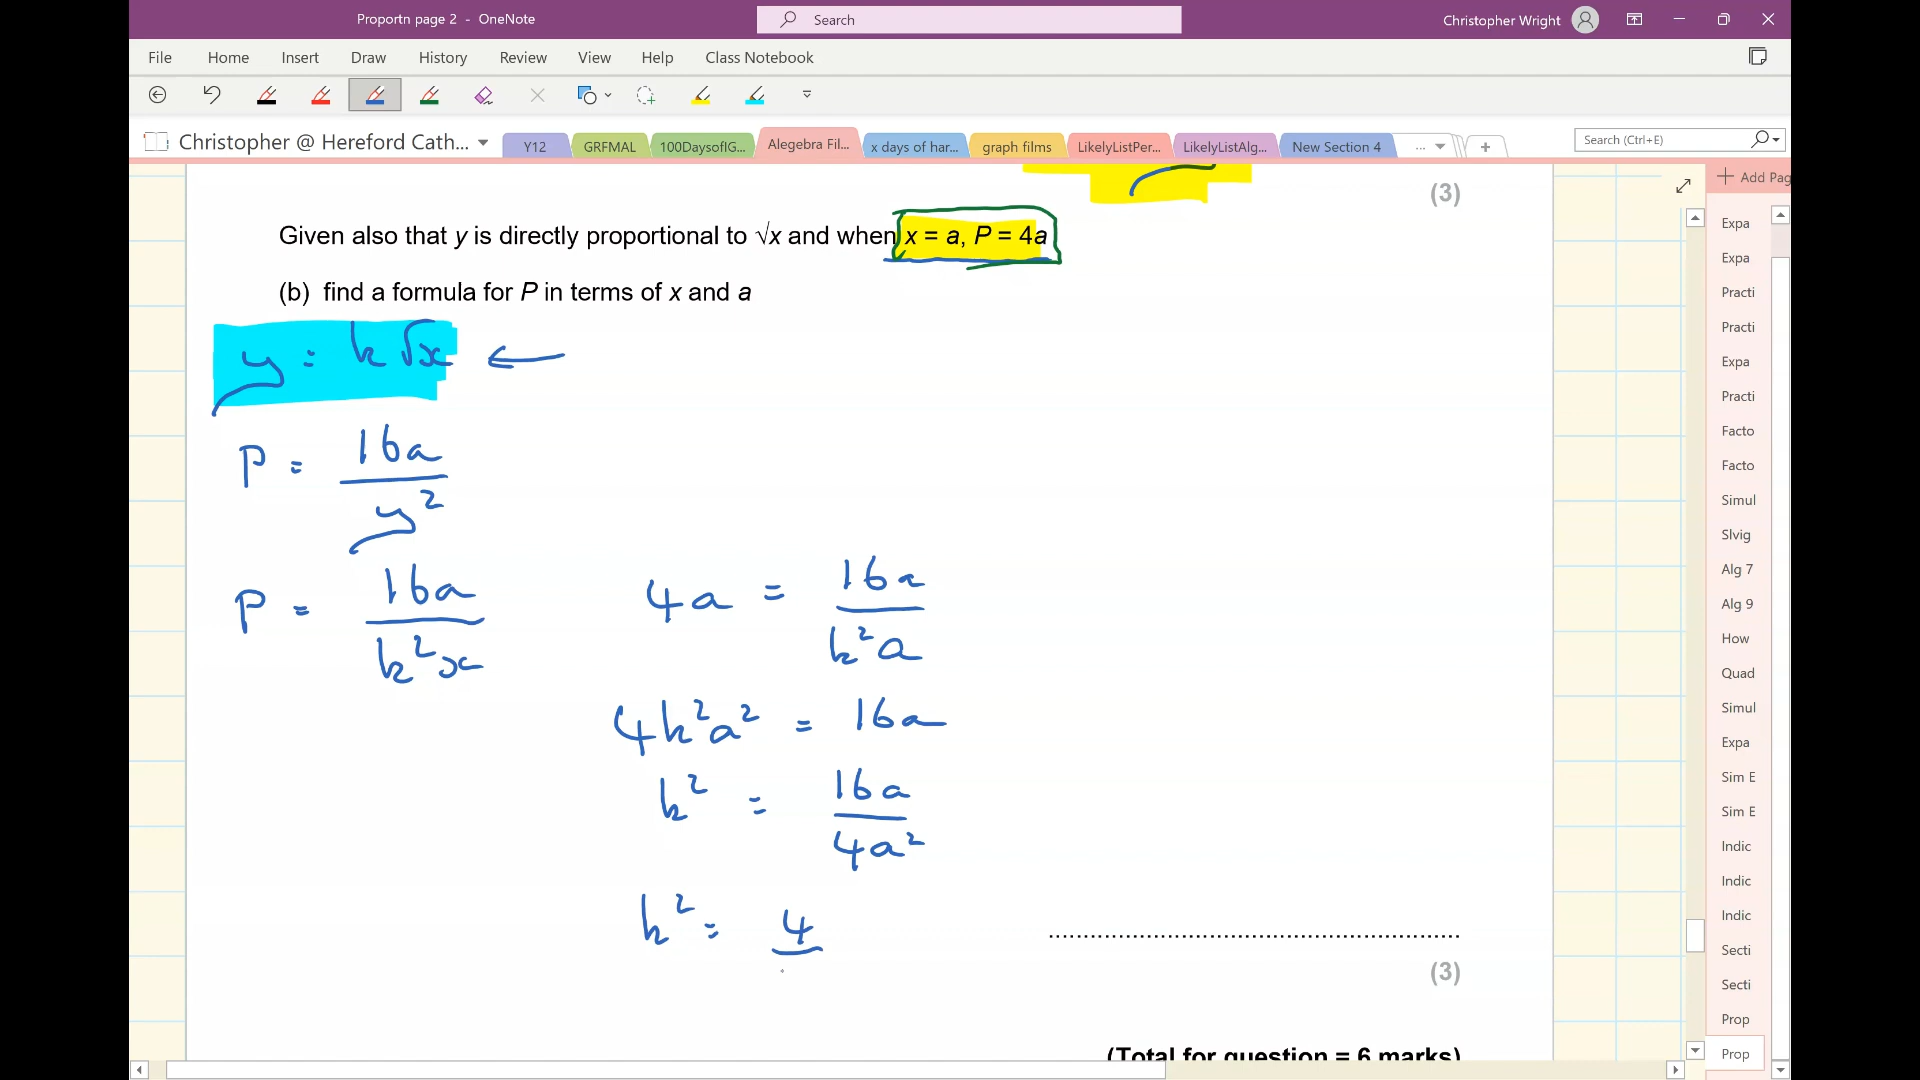 Proportn page 2 - OneNote
Search
Christopher Wright
File Home Insert Draw History Review View Help Class Notebook
Christopher @ Hereford Cath...
Y12
GRFMAL
100DaysofIG...
Alegebra Fil...
x days of har...
graph films
LikelyListPer...
LikelyListAlg...
New Section 4
...
+
Search (Ctrl+E)
+ Add Pag
(3)
Given also that y is directly proportional to √x and when x = a, P = 4a
(b) find a formula for P in terms of x and a
y = k√x ←
P = 16a / y²
P = 16a / k²x
4a = 16a / k²a
4k²a² = 16a
k² = 16a / 4a²
k² = 4 /
........................................................
(3)
(Total for question = 6 marks)
Expa
Expa
Practi
Practi
Expa
Practi
Facto
Facto
Simul
Slvig
Alg 7
Alg 9
How
Quad
Simul
Expa
Sim E
Sim E
Indic
Indic
Indic
Secti
Secti
Prop
Prop